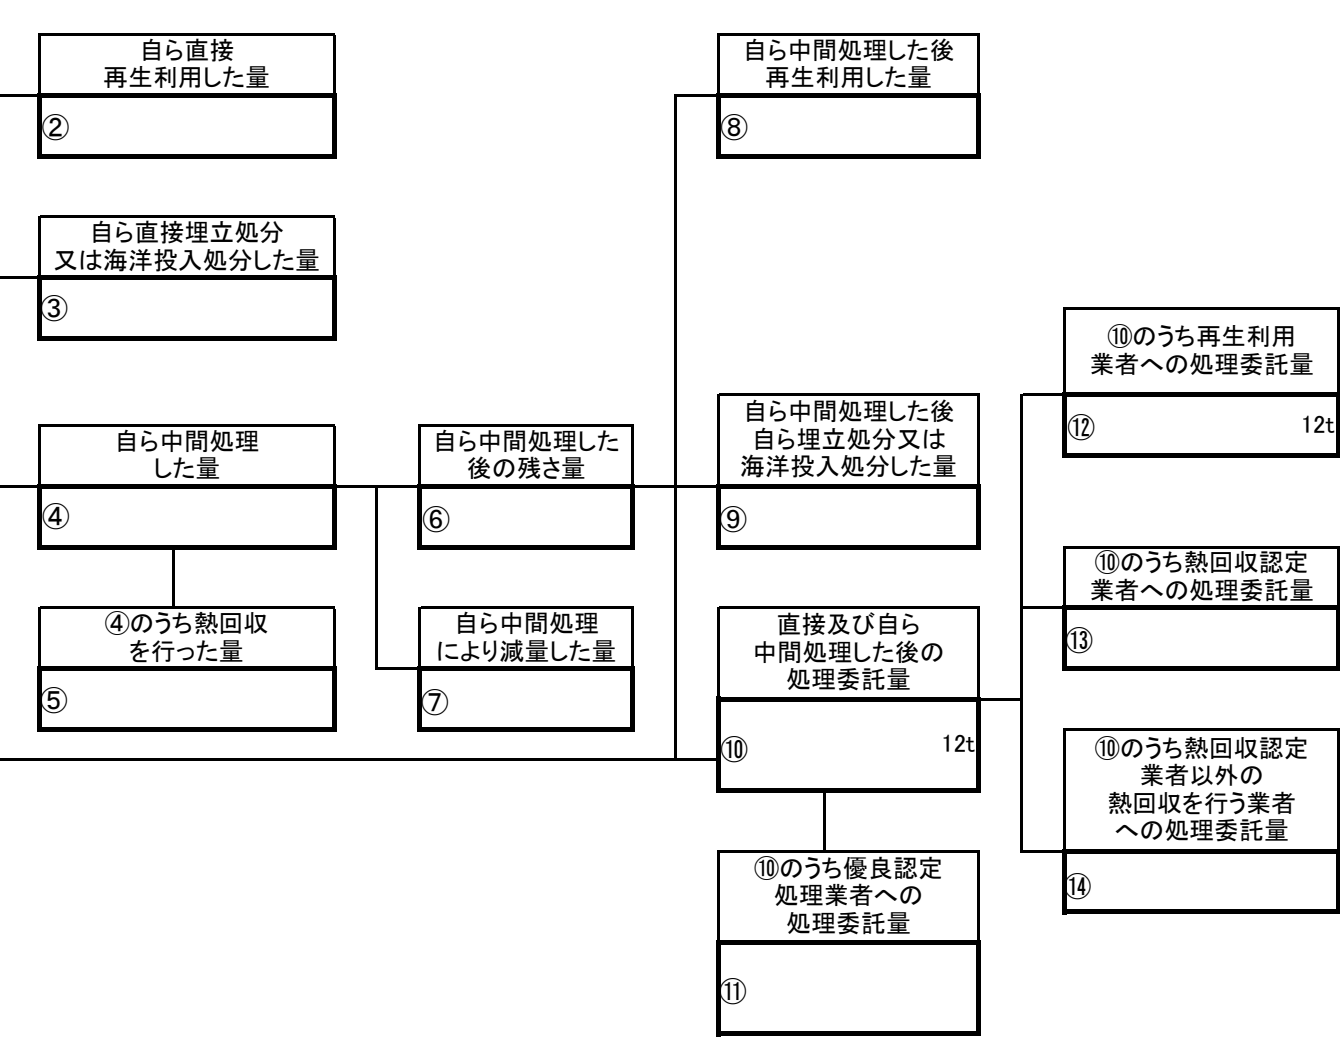 自ら直接
再生利用した量
②
自ら中間処理した後
再生利用した量
⑧
自ら直接埋立処分
又は海洋投入処分した量
③
⑩のうち再生利用
業者への処理委託量
⑫ 12t
自ら中間処理
した量
④
自ら中間処理した
後の残さ量
⑥
自ら中間処理した後
自ら埋立処分又は
海洋投入処分した量
⑨
⑩のうち熱回収認定
業者への処理委託量
⑬
④のうち熱回収
を行った量
⑤
自ら中間処理
により減量した量
⑦
直接及び自ら
中間処理した後の
処理委託量
⑩ 12t
⑩のうち熱回収認定
業者以外の
熱回収を行う業者
への処理委託量
⑭
⑩のうち優良認定
処理業者への
処理委託量
⑪